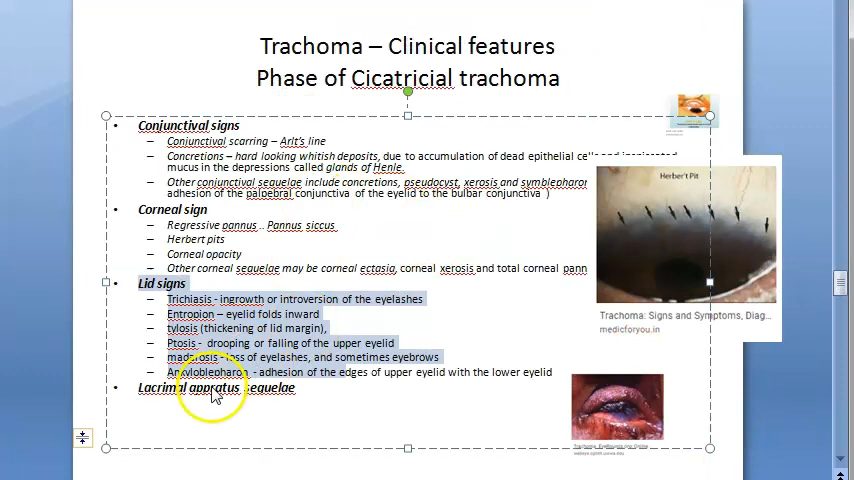 Trachoma – Clinical features
Phase of Cicatricial trachoma
• Conjunctival signs
– Conjunctival scarring – Arlt's line
– Concretions – hard looking whitish deposits, due to accumulation of dead epithelial
mucus in the depressions called glands of Henle.
– Other conjunctival sequelae include concretions, pseudocyst, xerosis and
adhesion of the palpebral conjunctiva of the eyelid to the bulbar conjunctiva )
• Corneal sign
– Regressive pannus .. Pannus siccus
– Herbert pits
– Corneal opacity
– Other corneal sequelae may be corneal ectasia, corneal xerosis and total corneal
• Lid signs
– Trichiasis - ingrowth or introversion of the eyelashes
– Entropion – eyelid folds inward
– tylosis (thickening of lid margin),
– Ptosis - drooping or falling of the upper eyelid
– madarosis - loss of eyelashes, and sometimes eyebrows
– Ankyloblepharon - adhesion of the edges of upper eyelid with the lower eyelid
• Lacrimal appratus sequelae
Herber't Pit
Trachoma: Signs and Symptoms, Diag...
medicforyou.in